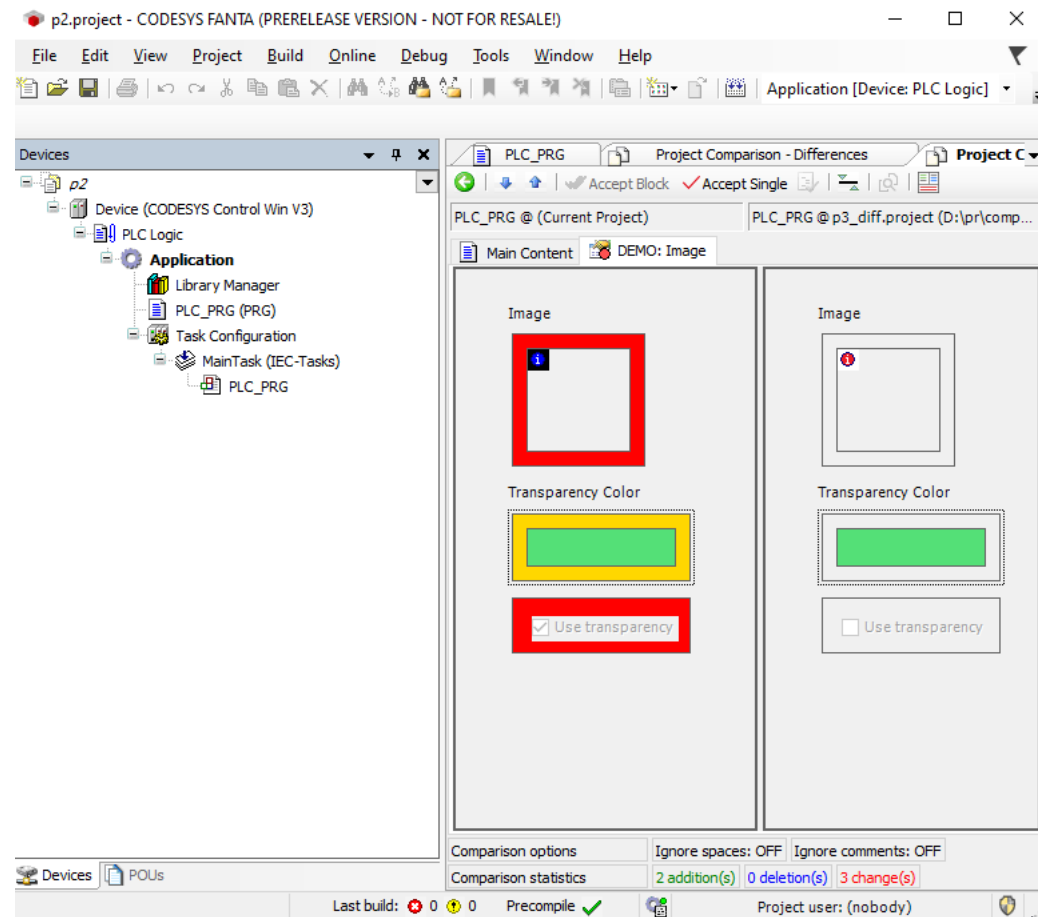 p2.project - CODESYS FANTA (PRERELEASE VERSION - NOT FOR RESALE!)
File Edit View Project Build Online Debug Tools Window Help
Application [Device: PLC Logic]
Devices
p2
Device (CODESYS Control Win V3)
PLC Logic
Application
Library Manager
PLC_PRG (PRG)
Task Configuration
MainTask (IEC-Tasks)
PLC_PRG
Devices
POUs
PLC_PRG
Project Comparison - Differences
Project C
Accept Block Accept Single
PLC_PRG @ (Current Project)
PLC_PRG @ p3_diff.project (D:\pr\comp...
Main Content
DEMO: Image
Image
Transparency Color
Use transparency
Image
Transparency Color
Use transparency
Comparison options
Ignore spaces: OFF
Ignore comments: OFF
Comparison statistics
2 addition(s)
0 deletion(s)
3 change(s)
Last build: 0 0 Precompile
Project user: (nobody)